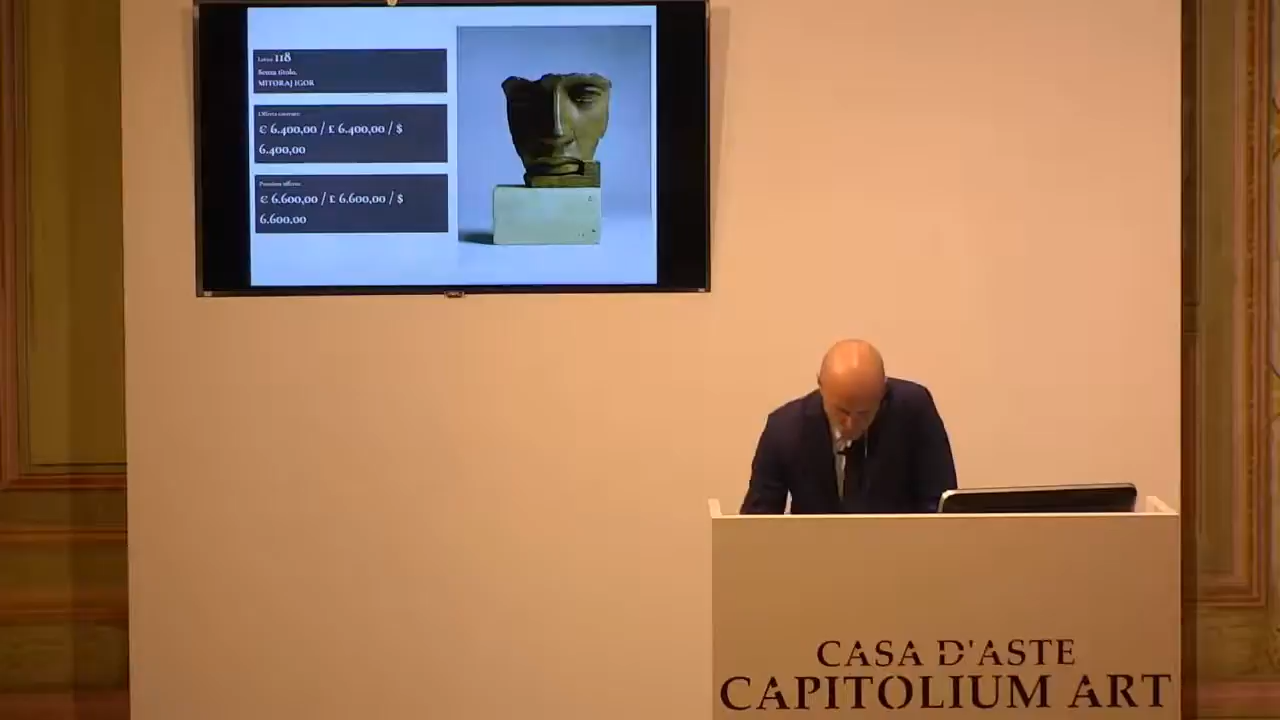 Lotto 118
Senza titolo,
MITORAJ IGOR
Offerta corrente:
€ 6.400,00 / £ 6.400,00 / $
6.400,00
Prossima offerta:
€ 6.600,00 / £ 6.600,00 / $
6.600,00
CASA D'ASTE
CAPITOLIUM ART